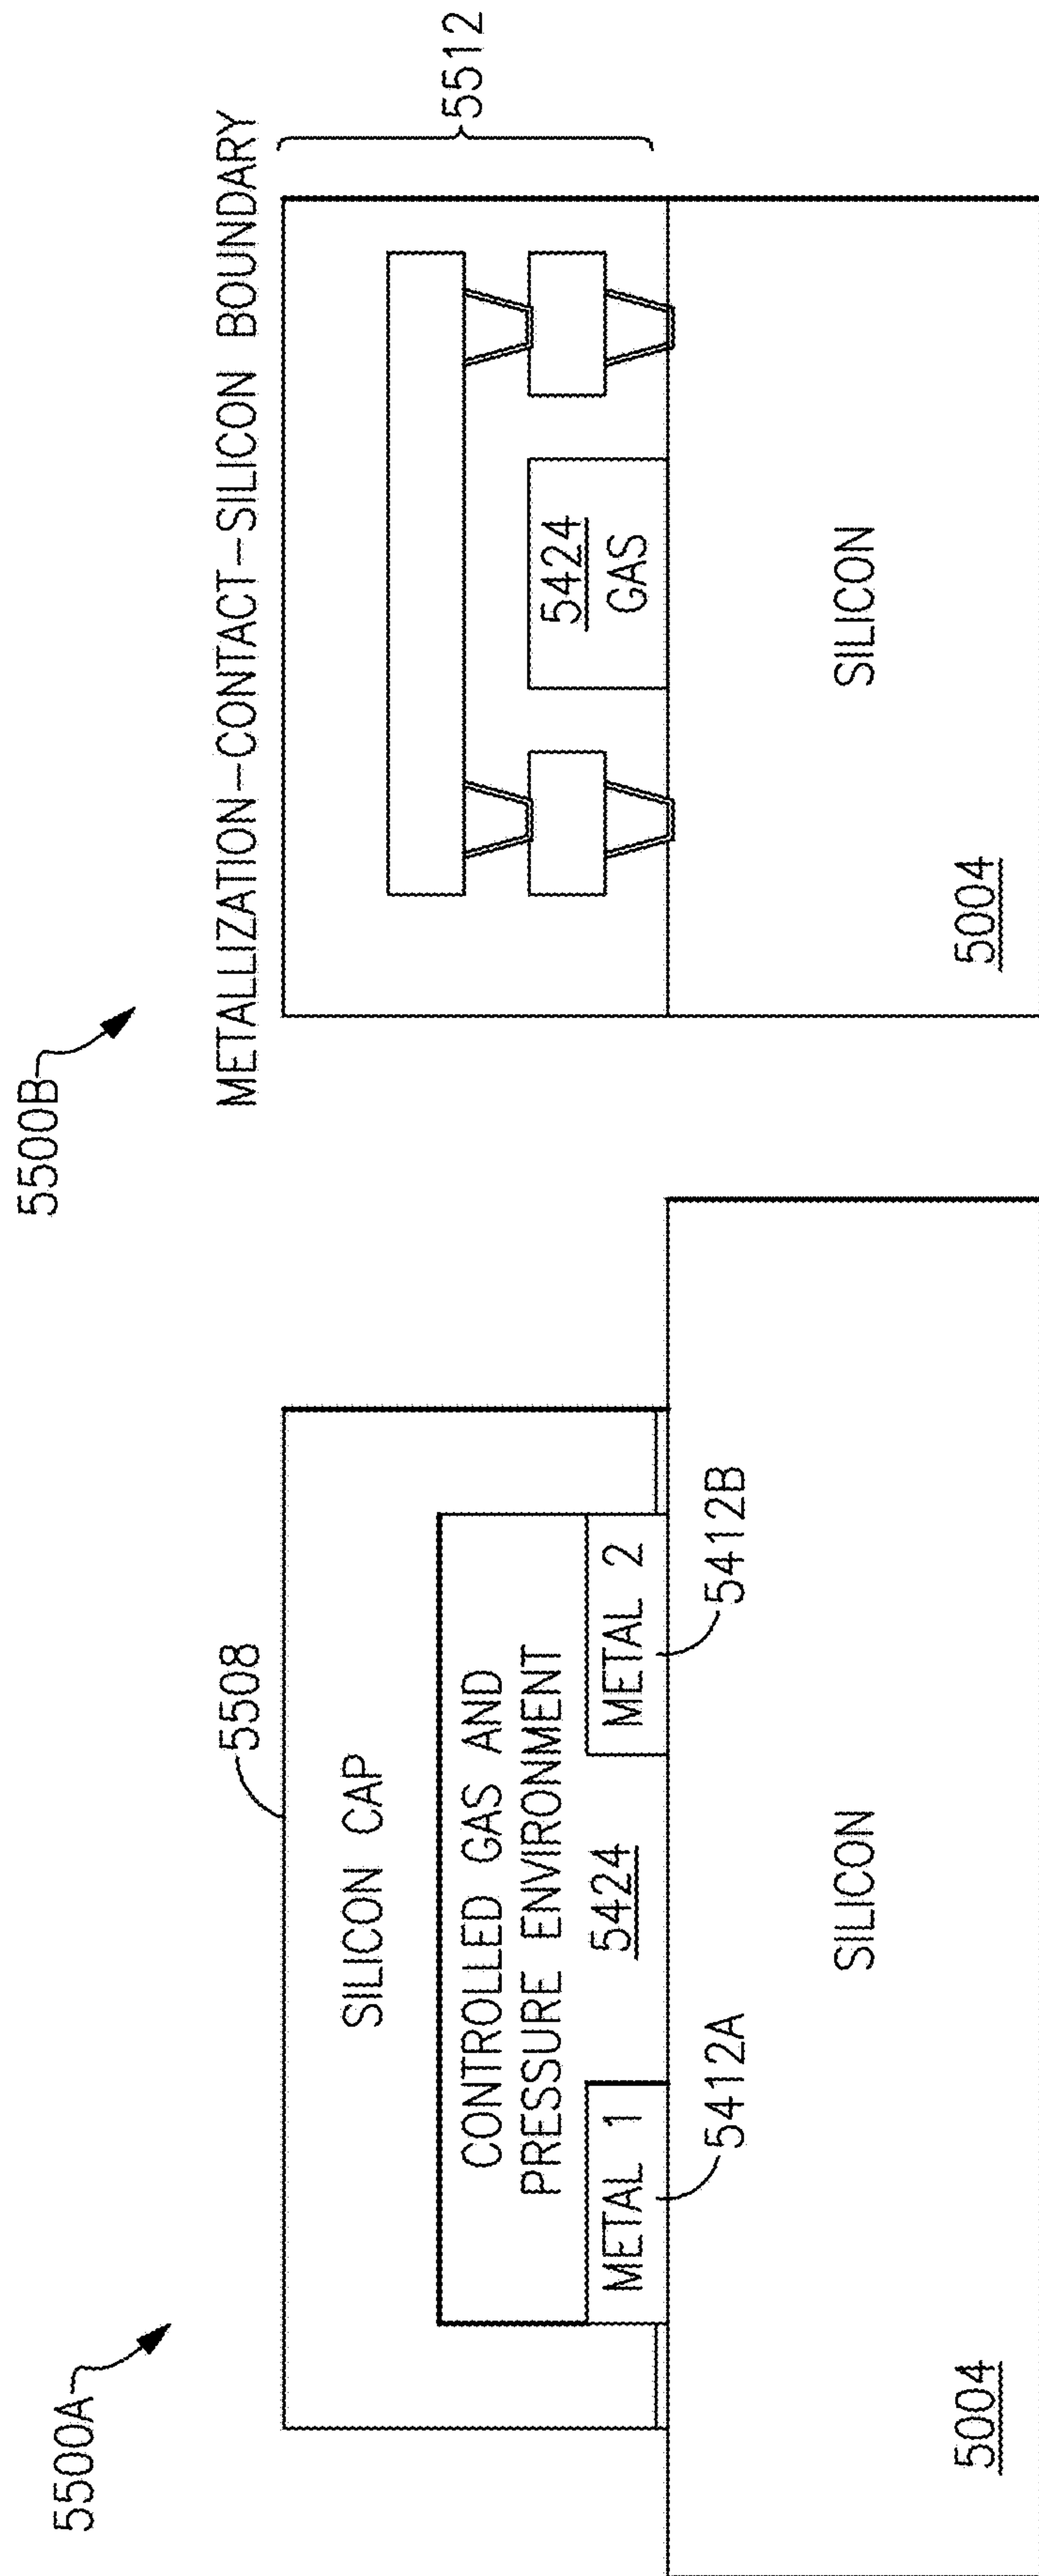 5500A
5508
SILICON CAP
CONTROLLED GAS AND
PRESSURE ENVIRONMENT
METAL 1
5424
METAL 2
5412A
5412B
SILICON
5004
5500B
METALLIZATION-CONTACT-SILICON BOUNDARY
5512
5424
GAS
SILICON
5004